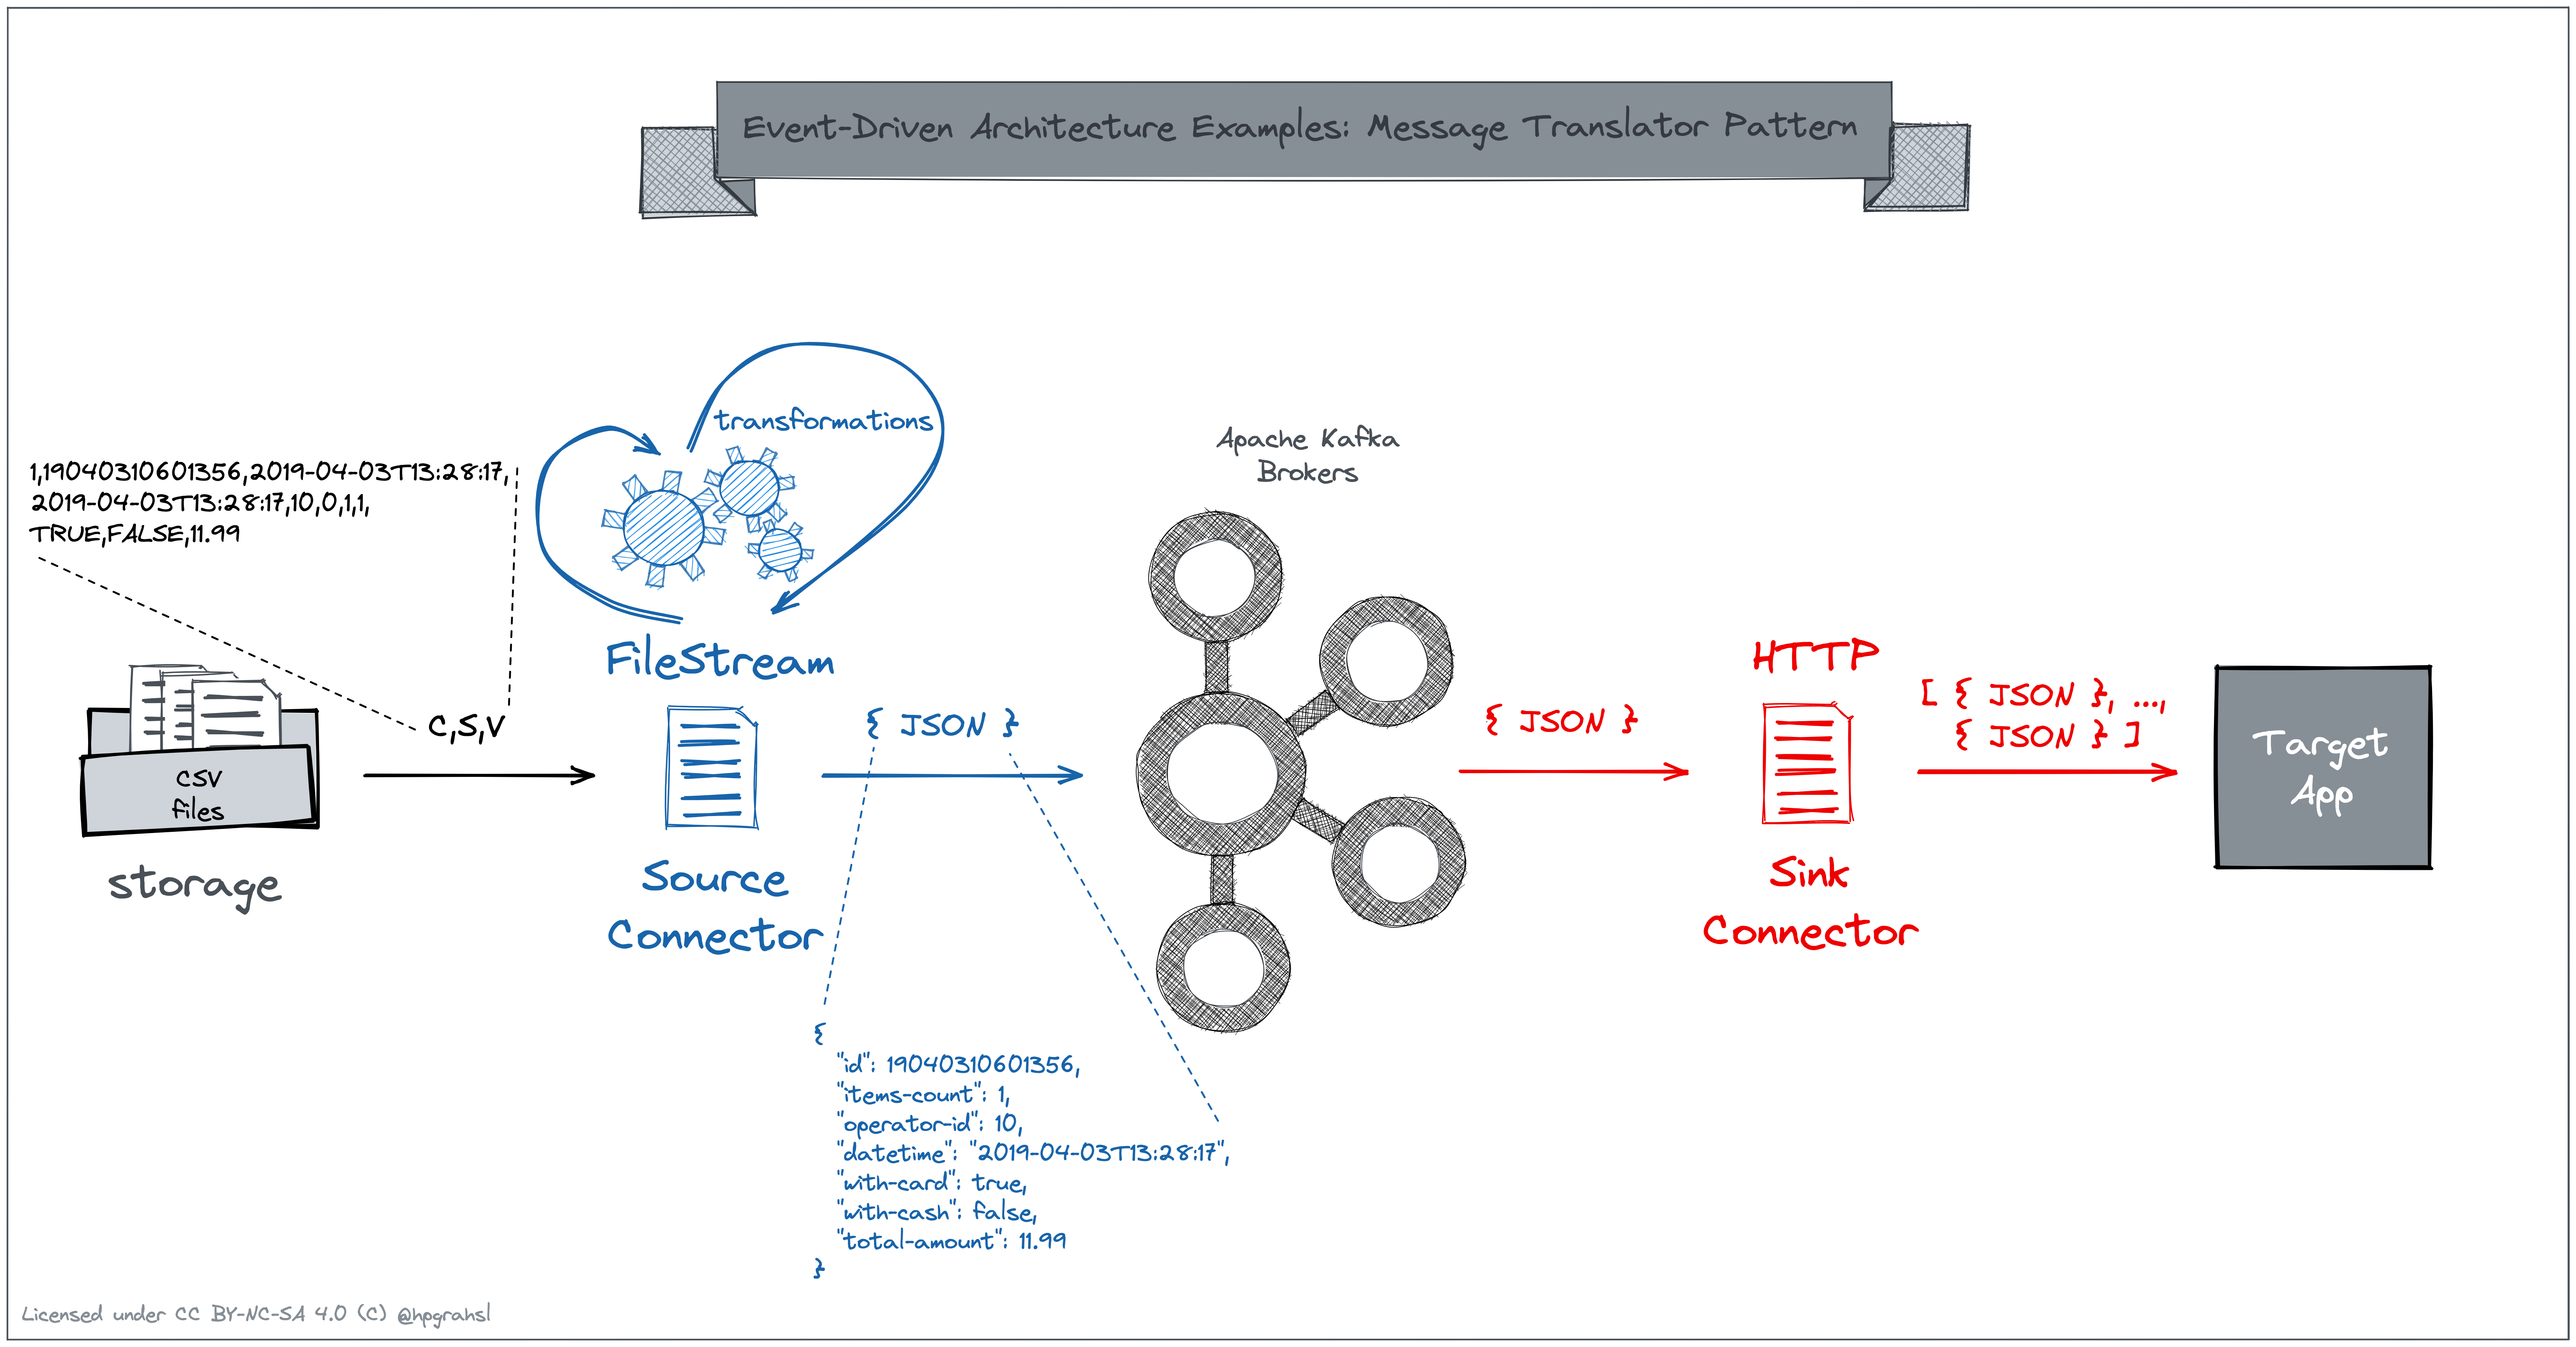 Event-Driven Architecture Examples: Message Translator Pattern
transformations
1,19040310601356,2019-04-03T13:28:17,
2019-04-03T13:28:17,10,0,1,1,
TRUE,FALSE,11.99
Apache Kafka
Brokers
FileStream
C,S,V
CSV
files
storage
Source
Connector
{ JSON }
{ JSON }
HTTP
Sink
Connector
[ { JSON }, ...,
{ JSON } ]
Target
App
{
"id": 19040310601356,
"items-count": 1,
"operator-id": 10,
"datetime": "2019-04-03T13:28:17",
"with-card": true,
"with-cash": false,
"total-amount": 11.99
}
Licensed under CC BY-NC-SA 4.0 (C) @hpgrahsl